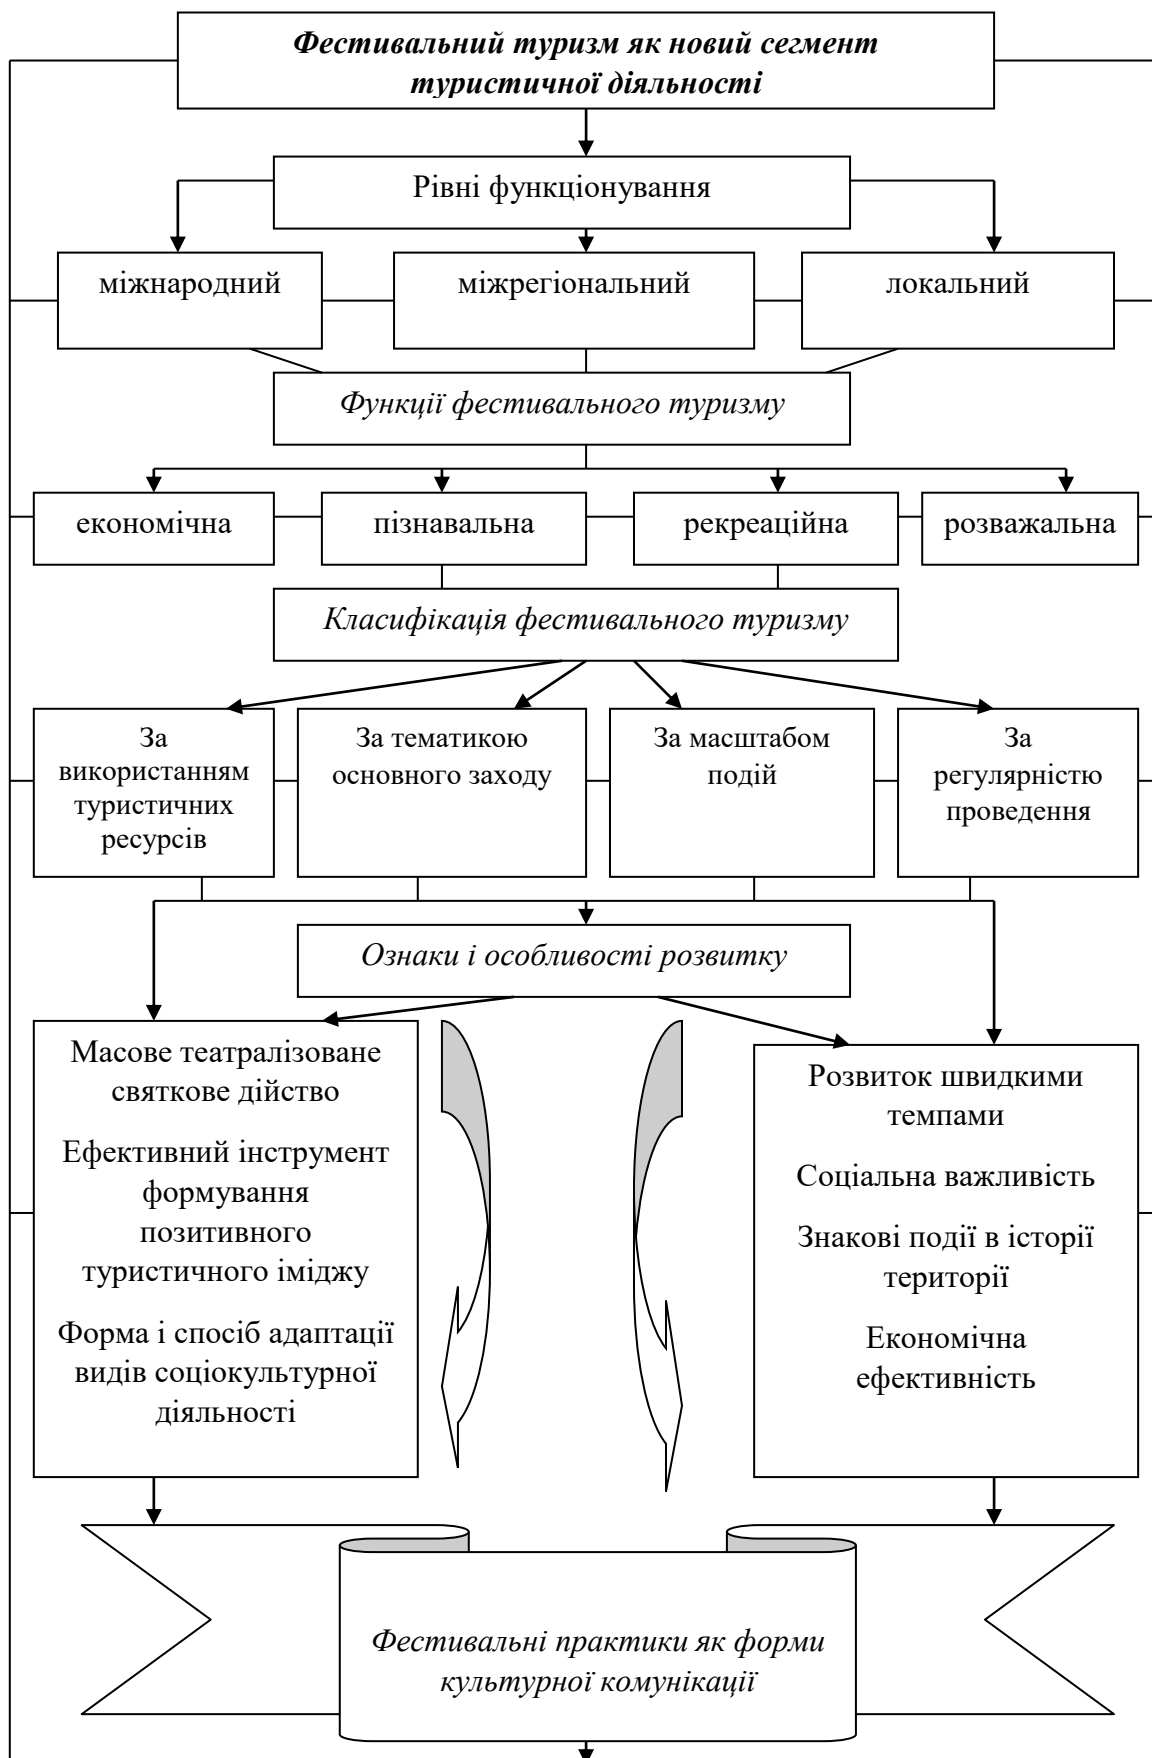 Фестивальний туризм як новий сегмент
туристичної діяльності
Рівні функціонування
міжнародний
міжрегіональний
локальний
Функції фестивального туризму
економічна
пізнавальна
рекреаційна
розважальна
Класифікація фестивального туризму
За
використанням
туристичних
ресурсів
За тематикою
основного заходу
За масштабом
подій
За
регулярністю
проведення
Ознаки і особливості розвитку
Масове театралізоване
святкове дійство
Ефективний інструмент
формування
позитивного
туристичного іміджу
Форма і спосіб адаптації
видів соціокультурної
діяльності
Розвиток швидкими
темпами
Соціальна важливість
Знакові події в історії
території
Економічна
ефективність
Фестивальні практики як форми
культурної комунікації